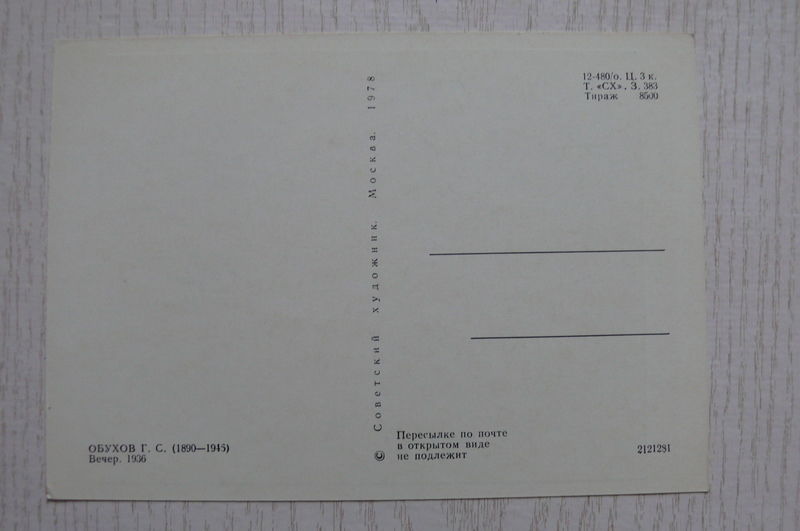 12-480/о. Ц. 3 к.
Т. «СХ». З. 383
Тираж 8500
© Советский художник. Москва. 1978
Пересылке по почте
в открытом виде
не подлежит
ОБУХОВ Г. С. (1890—1945)
Вечер. 1936
2121281